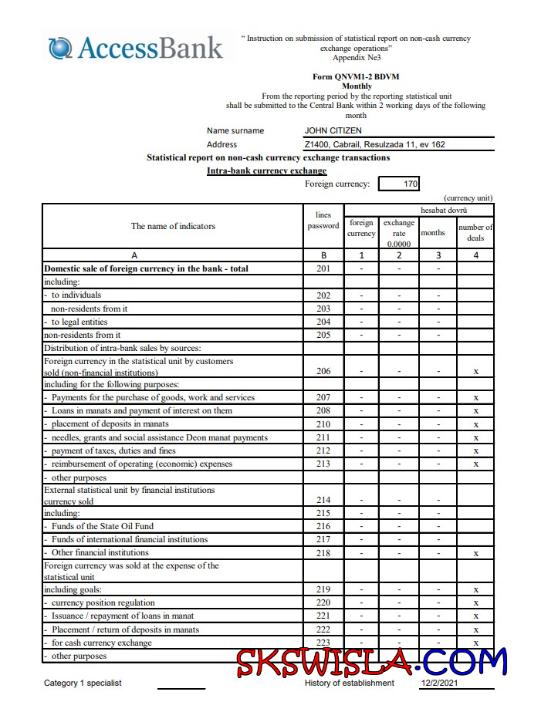 AccessBank
" Instruction on submission of statistical report on non-cash currency
exchange operations"
Appendix №3
Form QNVM1-2 BDVM
Monthly
From the reporting period by the reporting statistical unit
shall be submitted to the Central Bank within 2 working days of the following
month
Name surname JOHN CITIZEN
Address Z1400, Cabrail, Resulzada 11, ev 162
Statistical report on non-cash currency exchange transactions
Intra-bank currency exchange
Foreign currency: 170
(currency unit)
The name of indicators lines password hesabat dovrü
foreign currency exchange rate 0.0000 months number of deals
A B 1 2 3 4
Domestic sale of foreign currency in the bank - total 201 - - -
including:
- to individuals 202 - - -
non-residents from it 203 - - -
- to legal entities 204 - - -
non-residents from it 205 - - -
Distribution of intra-bank sales by sources:
Foreign currency in the statistical unit by customers
sold (non-financial institutions) 206 - - - x
including for the following purposes:
- Payments for the purchase of goods, work and services 207 - - - x
- Loans in manats and payment of interest on them 208 - - - x
- placement of deposits in manats 210 - - - x
- needles, grants and social assistance Deon manat payments 211 - - - x
- payment of taxes, duties and fines 212 - - - x
- reimbursement of operating (economic) expenses 213 - - - x
- other purposes
External statistical unit by financial institutions
currency sold 214 - - -
including: 215 - - -
- Funds of the State Oil Fund 216 - - -
- Funds of international financial institutions 217 - - -
- Other financial institutions 218 - - - x
Foreign currency was sold at the expense of the
statistical unit
including goals: 219 - - - x
- currency position regulation 220 - - - x
- Issuance / repayment of loans in manat 221 - - - x
- Placement / return of deposits in manats 222 - - - x
- for cash currency exchange 223 - - - x
- other purposes
SKSWISLA.COM
Category 1 specialist History of establishment 12/2/2021